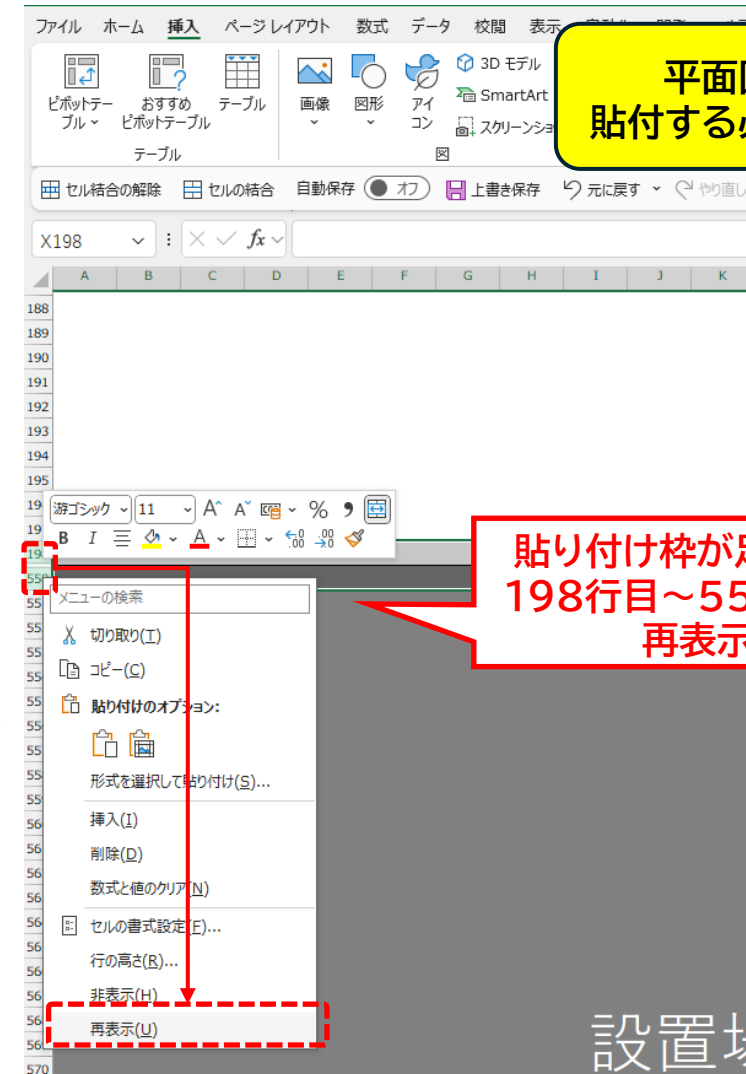 ファイル ホーム 挿入 ページ レイアウト 数式 データ 校閲 表示
ピボットテーブル おすすめピボットテーブル テーブル 画像 図形 アイコン 3D モデル
SmartArt
スクリーンショ
テーブル 図
平面
貼付する
セル結合の解除 セルの結合 自動保存 オフ 上書き保存 元に戻す やり直し
X198 fx
A B C D E F G H I J K
188
189
190
191
192
193
194
195
游ゴシック 11 A^ A˅ % 9
B I A
貼り付け枠が
198行目～55
再表示
メニューの検索
切り取り(T)
コピー(C)
貼り付けのオプション:
形式を選択して貼り付け(S)...
挿入(I)
削除(D)
数式と値のクリア(N)
セルの書式設定(F)...
行の高さ(R)...
非表示(H)
再表示(U)
570
設置